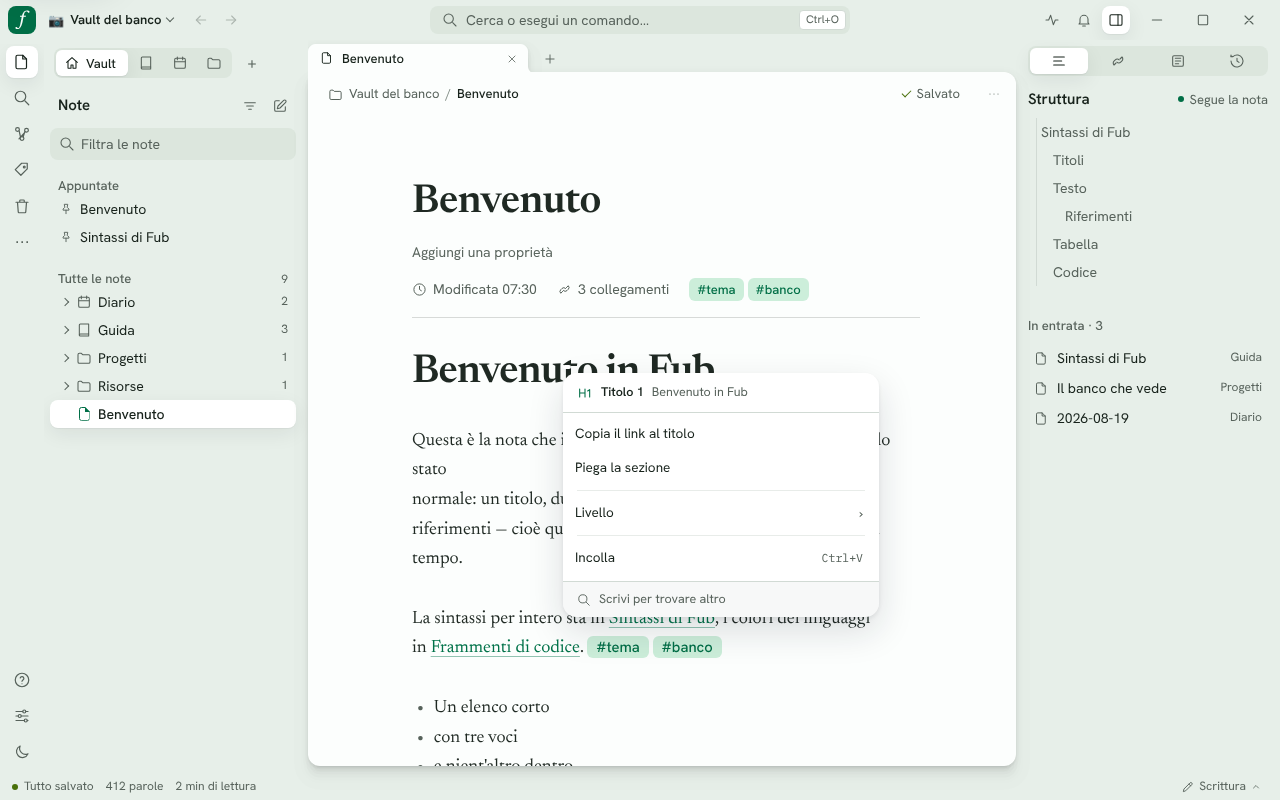 Vault del banco
Cerca o esegui un comando…
Ctrl+O
Vault
Benvenuto
Note
Filtra le note
Appuntate
Benvenuto
Sintassi di Fub
Tutte le note 9
Diario 2
Guida 3
Progetti 1
Risorse 1
Benvenuto
Vault del banco / Benvenuto
Salvato
Benvenuto
Aggiungi una proprietà
Modificata 07:30 3 collegamenti #tema #banco
Benvenuto in Fub
Questa è la nota che
stato
normale: un titolo,
riferimenti — cioè
tempo.
La sintassi per intero sta in Sintassi di Fub, i colori dei linguaggi
in Frammenti di codice. #tema #banco
Un elenco corto
con tre voci
e nient'altro dentro
H1 Titolo 1 Benvenuto in Fub
Copia il link al titolo
Piega la sezione
Livello ›
Incolla Ctrl+V
Scrivi per trovare altro
Struttura
Segue la nota
Sintassi di Fub
Titoli
Testo
Riferimenti
Tabella
Codice
In entrata · 3
Sintassi di Fub Guida
Il banco che vede Progetti
2026-08-19 Diario
Tutto salvato 412 parole 2 min di lettura
Scrittura